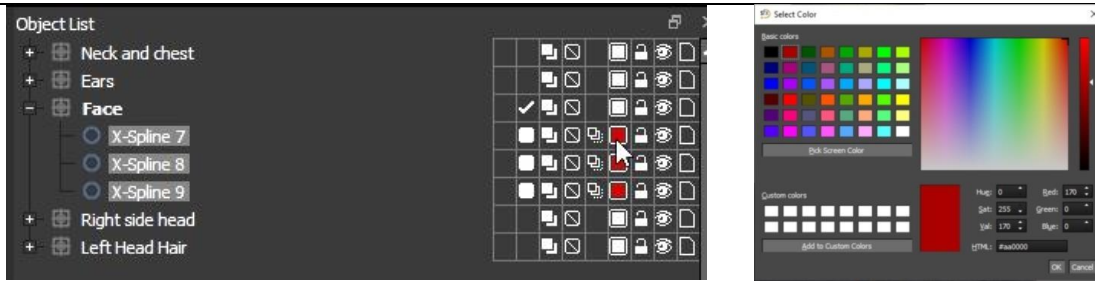 Object List
Neck and chest
Ears
Face
X-Spline 7
X-Spline 8
X-Spline 9
Right side head
Left Head Hair
Select Color
Basic colors
Pick Screen Color
Custom colors
Add to Custom Colors
Hue: 0 Red: 170
Sat: 255 Green: 0
Val: 170 Blue: 0
HTML: #aa0000
OK Cancel